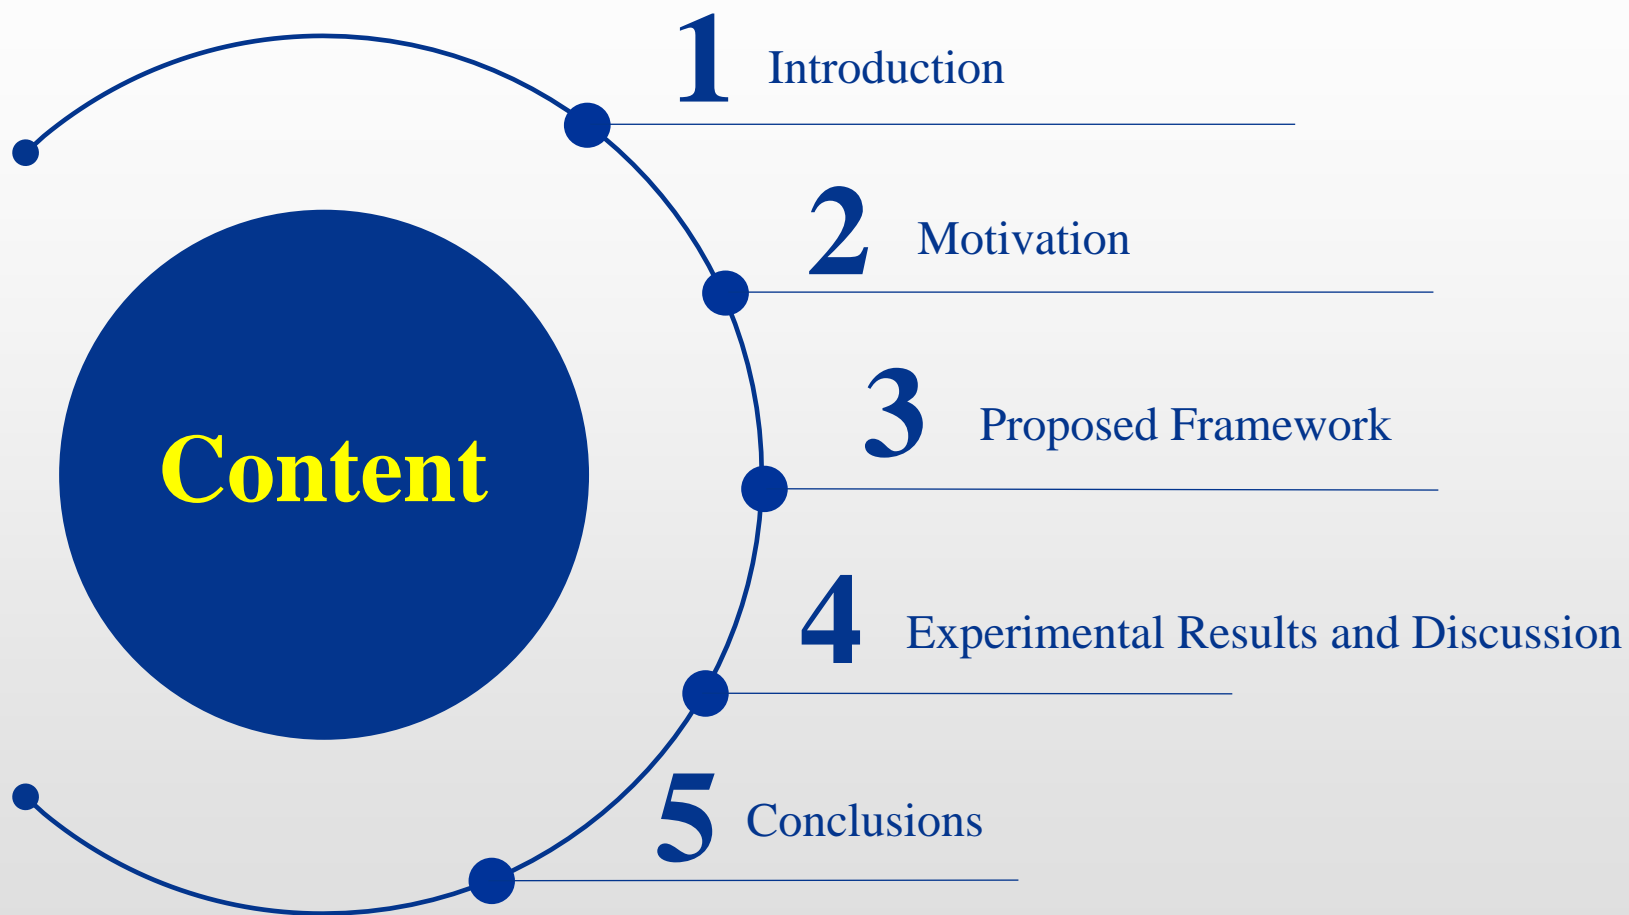 Content
1 Introduction
2 Motivation
3 Proposed Framework
4 Experimental Results and Discussion
5 Conclusions